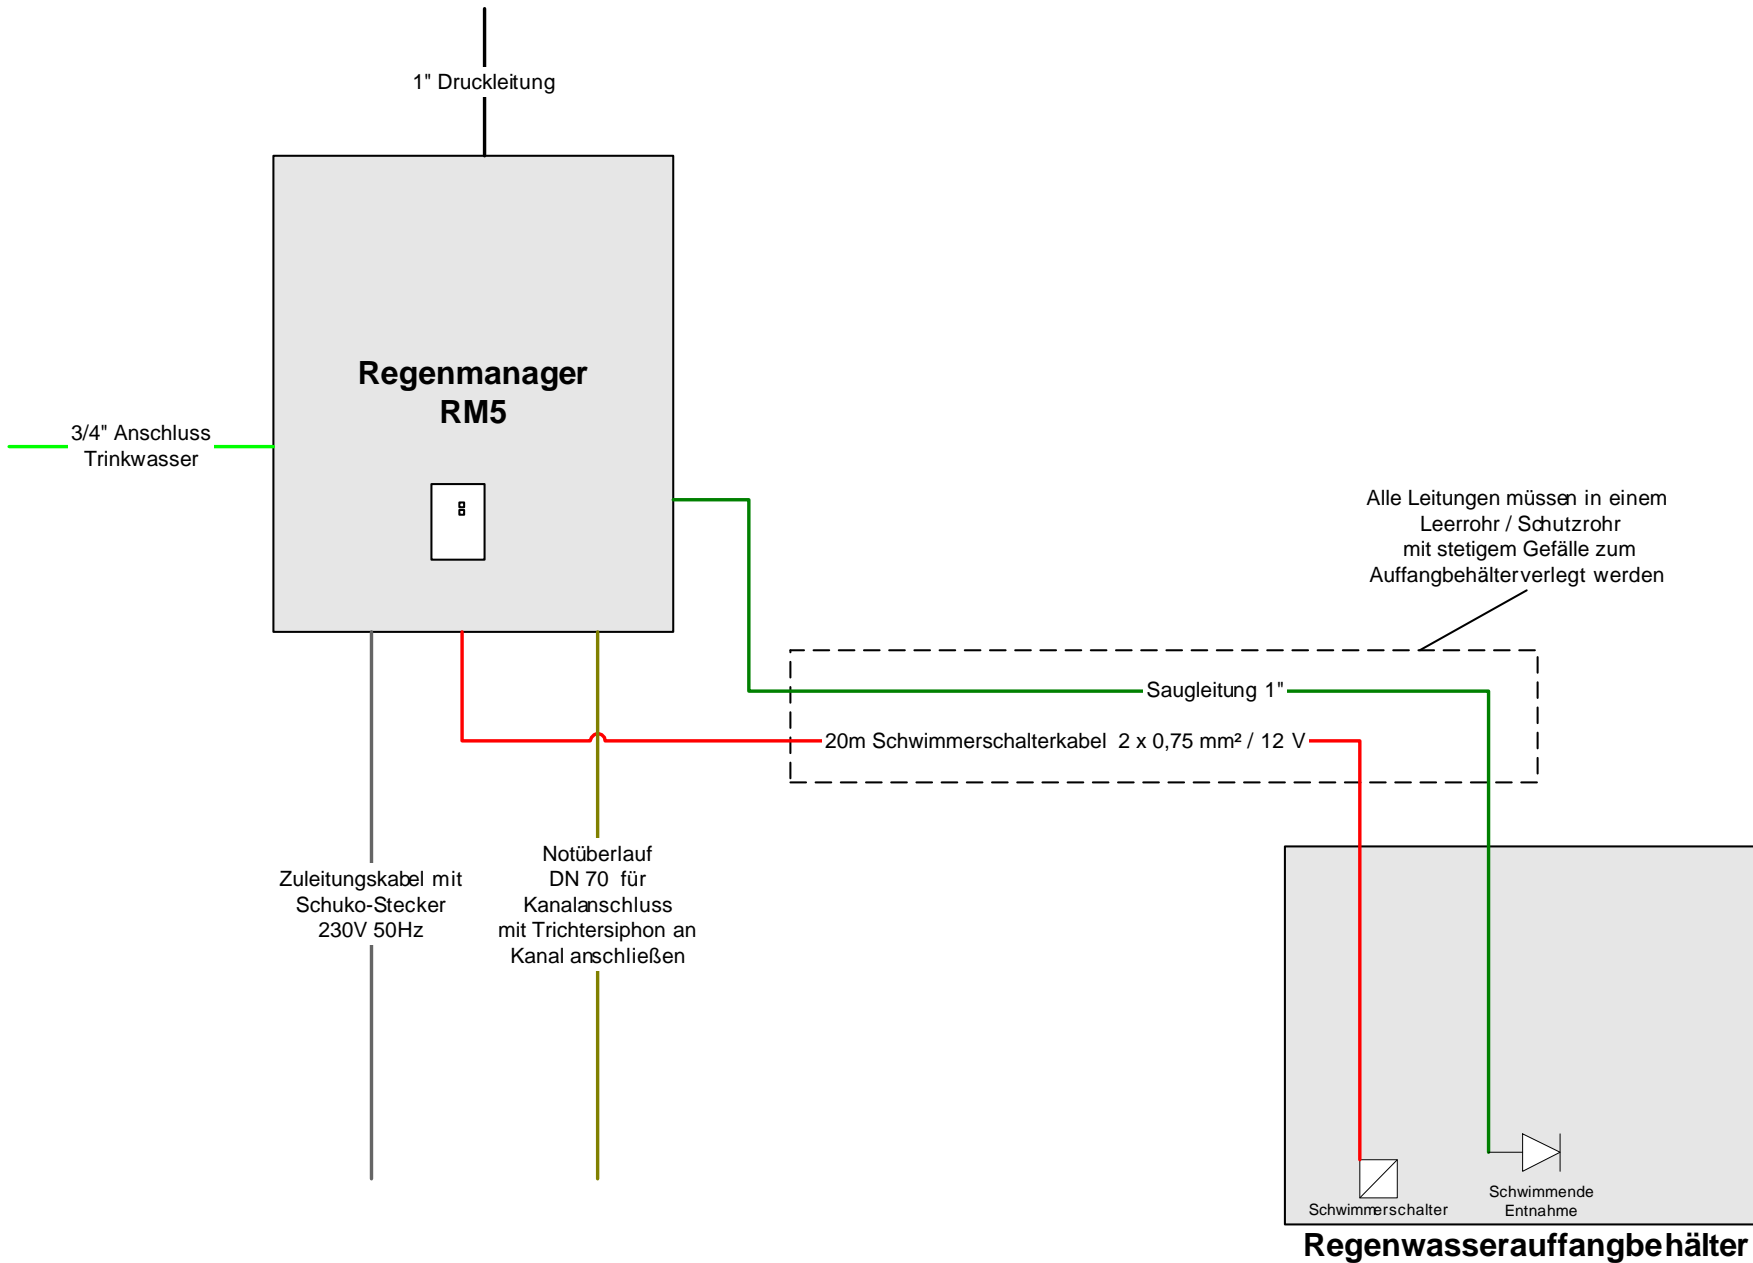 1" Druckleitung
Regenmanager
RM5
3/4" Anschluss
Trinkwasser
Alle Leitungen müssen in einem
Leerrohr / Schutzrohr
mit stetigem Gefälle zum
Auffangbehälterverlegt werden
Saugleitung 1"
20m Schwimmerschalterkabel 2 x 0,75 mm² / 12 V
Zuleitungskabel mit
Schuko-Stecker
230V 50Hz
Notüberlauf
DN 70 für
Kanalanschluss
mit Trichtersiphon an
Kanal anschließen
Schwimmerschalter
Schwimmende
Entnahme
Regenwasserauffangbehälter